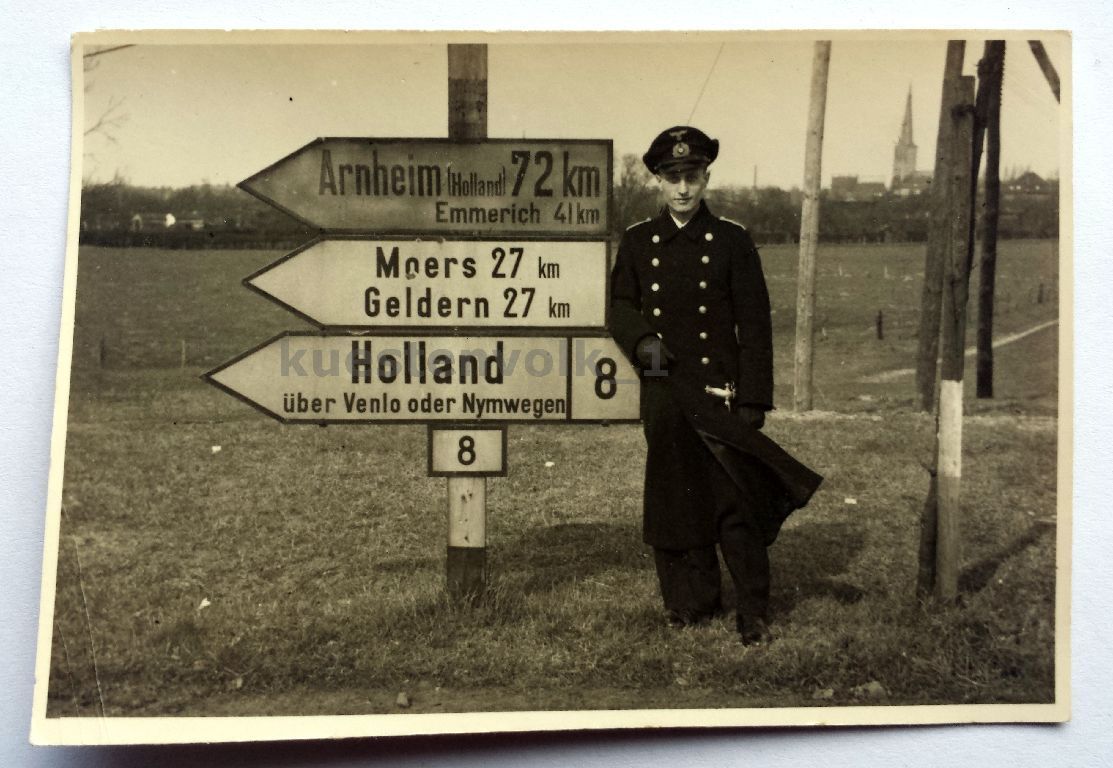 Arnheim (Holland) 72 km
Emmerich 41 km
Moers 27 km
Geldern 27 km
Holland 8
über Venlo oder Nymwegen
8
kuestenvolk_1